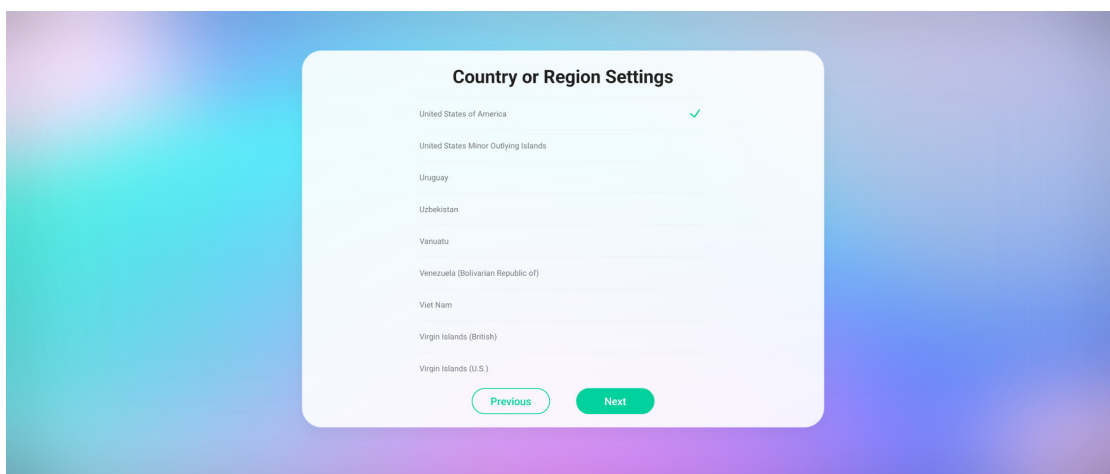 Country or Region Settings
United States of America
United States Minor Outlying Islands
Uruguay
Uzbekistan
Vanuatu
Venezuela (Bolivarian Republic of)
Viet Nam
Virgin Islands (British)
Virgin Islands (U.S.)
Previous Next